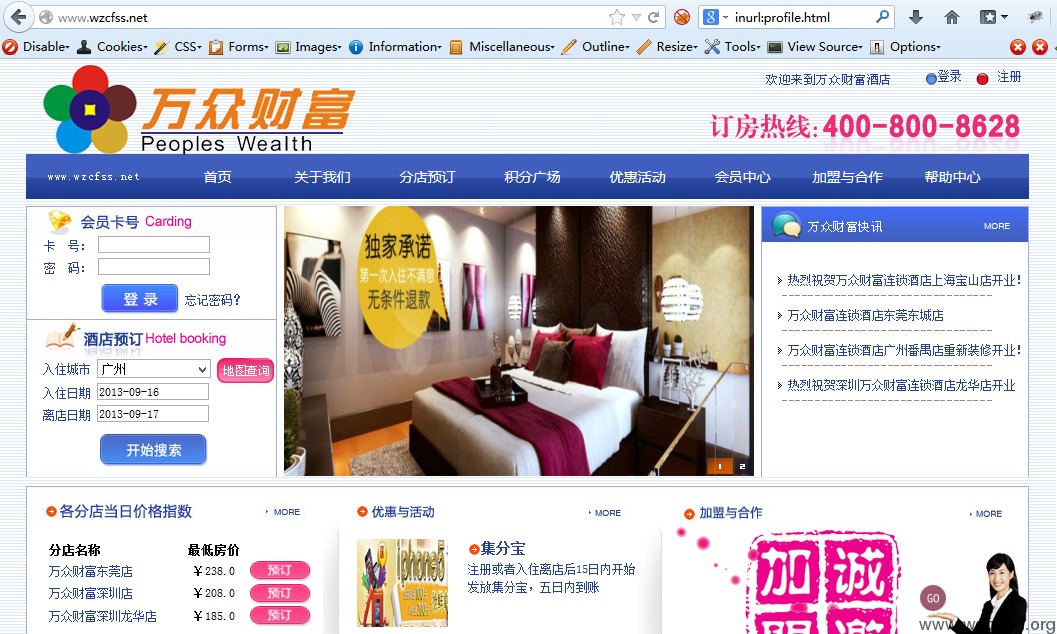 www.wzcfss.net
inurl:profile.html
Disable Cookies CSS Forms Images Information Miscellaneous Outline Resize Tools View Source Options
欢迎来到万众财富酒店 登录 注册
万众财富
Peoples Wealth
订房热线:400-800-8628
www.wzcfss.net 首页 关于我们 分店预订 积分广场 优惠活动 会员中心 加盟与合作 帮助中心
会员卡号 Carding
卡 号:
密 码:
登 录 忘记密码?
酒店预订 Hotel booking
入住城市 广州 地图查询
入住日期 2013-09-16
离店日期 2013-09-17
开始搜索
独家承诺
第一次入住不满意
无条件退款
1 2
万众财富快讯 MORE
热烈祝贺万众财富连锁酒店上海宝山店开业!
万众财富连锁酒店东莞东城店
万众财富连锁酒店广州番禺店重新装修开业!
热烈祝贺深圳万众财富连锁酒店龙华店开业
各分店当日价格指数 MORE
分店名称 最低房价
万众财富东莞店 ¥238.0 预订
万众财富深圳店 ¥208.0 预订
万众财富深圳龙华店 ¥185.0 预订
优惠与活动 MORE
iphone5
集分宝
注册或者入住离店后15日内开始
发放集分宝，五日内到账
加盟与合作 MORE
加诚
GO